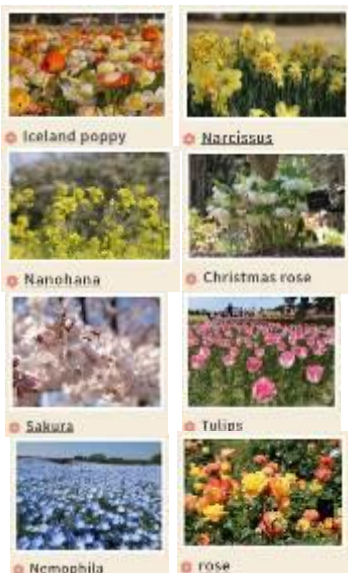 Iceland poppy
Narcissus
Nanohana
Christmas rose
Sakura
Tulips
Nemophila
rose